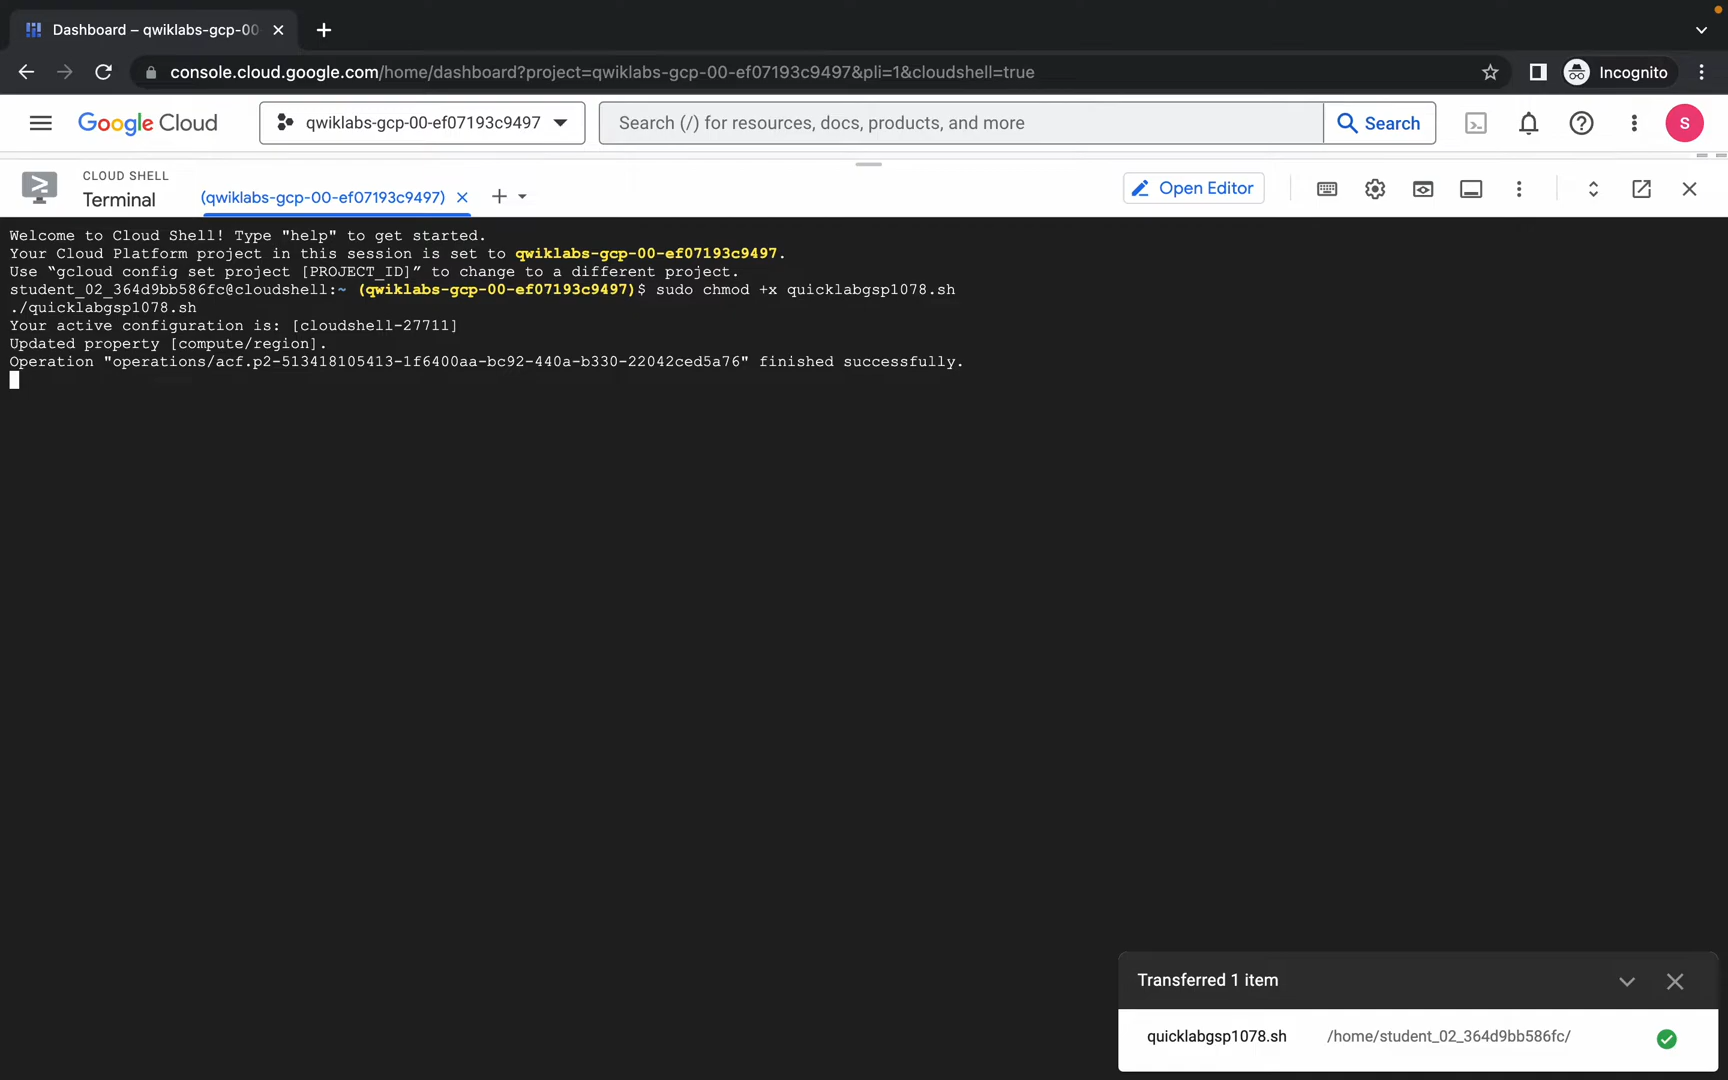 Dashboard – qwiklabs-gcp-00
console.cloud.google.com/home/dashboard?project=qwiklabs-gcp-00-ef07193c9497&pli=1&cloudshell=true
Incognito
Google Cloud
qwiklabs-gcp-00-ef07193c9497
Search (/) for resources, docs, products, and more
Search
S
CLOUD SHELL
Terminal
(qwiklabs-gcp-00-ef07193c9497)
Open Editor
Welcome to Cloud Shell! Type "help" to get started.
Your Cloud Platform project in this session is set to qwiklabs-gcp-00-ef07193c9497.
Use “gcloud config set project [PROJECT_ID]” to change to a different project.
student_02_364d9bb586fc@cloudshell:~ (qwiklabs-gcp-00-ef07193c9497)$ sudo chmod +x quicklabgsp1078.sh
./quicklabgsp1078.sh
Your active configuration is: [cloudshell-27711]
Updated property [compute/region].
Operation "operations/acf.p2-513418105413-1f6400aa-bc92-440a-b330-22042ced5a76" finished successfully.
Transferred 1 item
quicklabgsp1078.sh /home/student_02_364d9bb586fc/